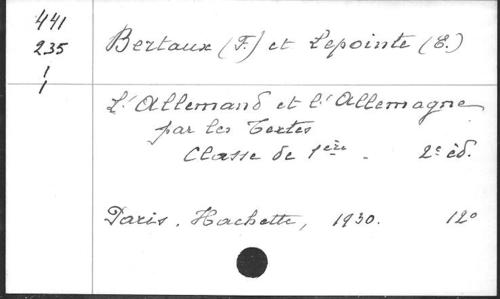 441
235
1
1
Bertaux (F.) et Lepointe (E.)
L'Allemand et l'Allemagne
par les Textes
Classe de 1ère . 2e éd.
Paris. Hachette, 1930. 12°